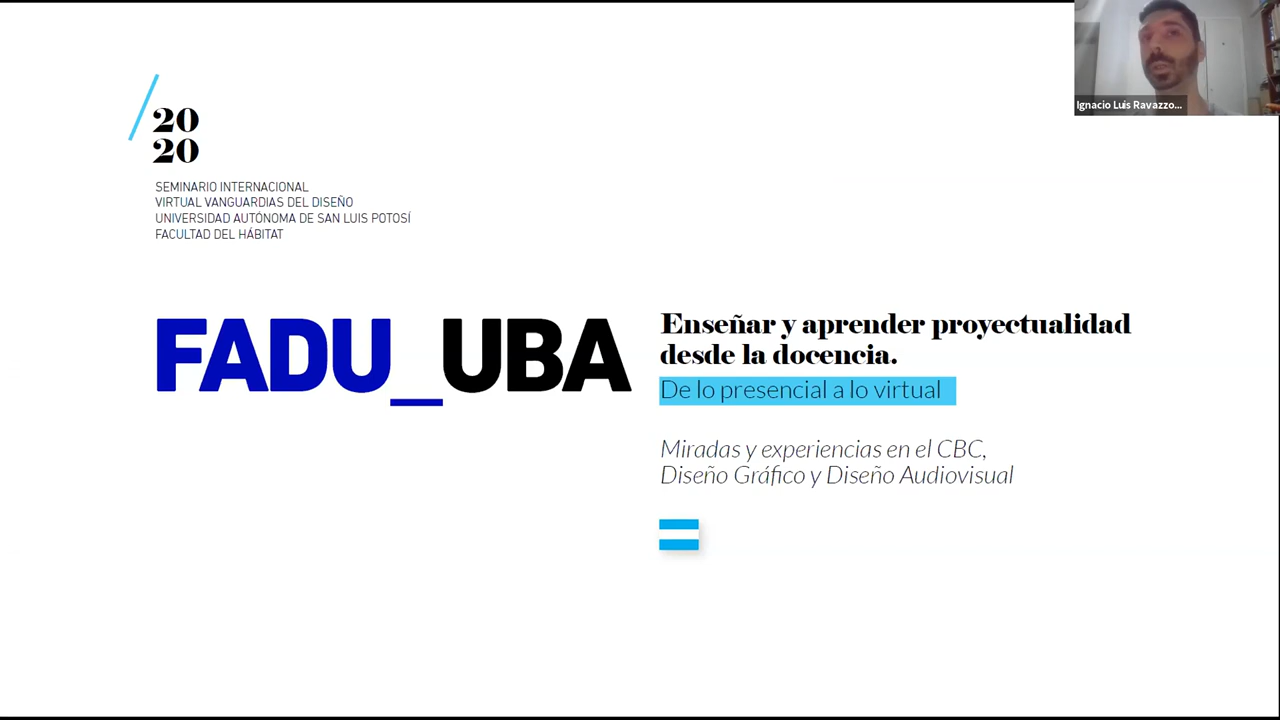 Ignacio Luis Ravazzo...
20
20
SEMINARIO INTERNACIONAL
VIRTUAL VANGUARDIAS DEL DISEÑO
UNIVERSIDAD AUTÓNOMA DE SAN LUIS POTOSÍ
FACULTAD DEL HÁBITAT
FADU_UBA
Enseñar y aprender proyectualidad
desde la docencia.
De lo presencial a lo virtual
Miradas y experiencias en el CBC,
Diseño Gráfico y Diseño Audiovisual